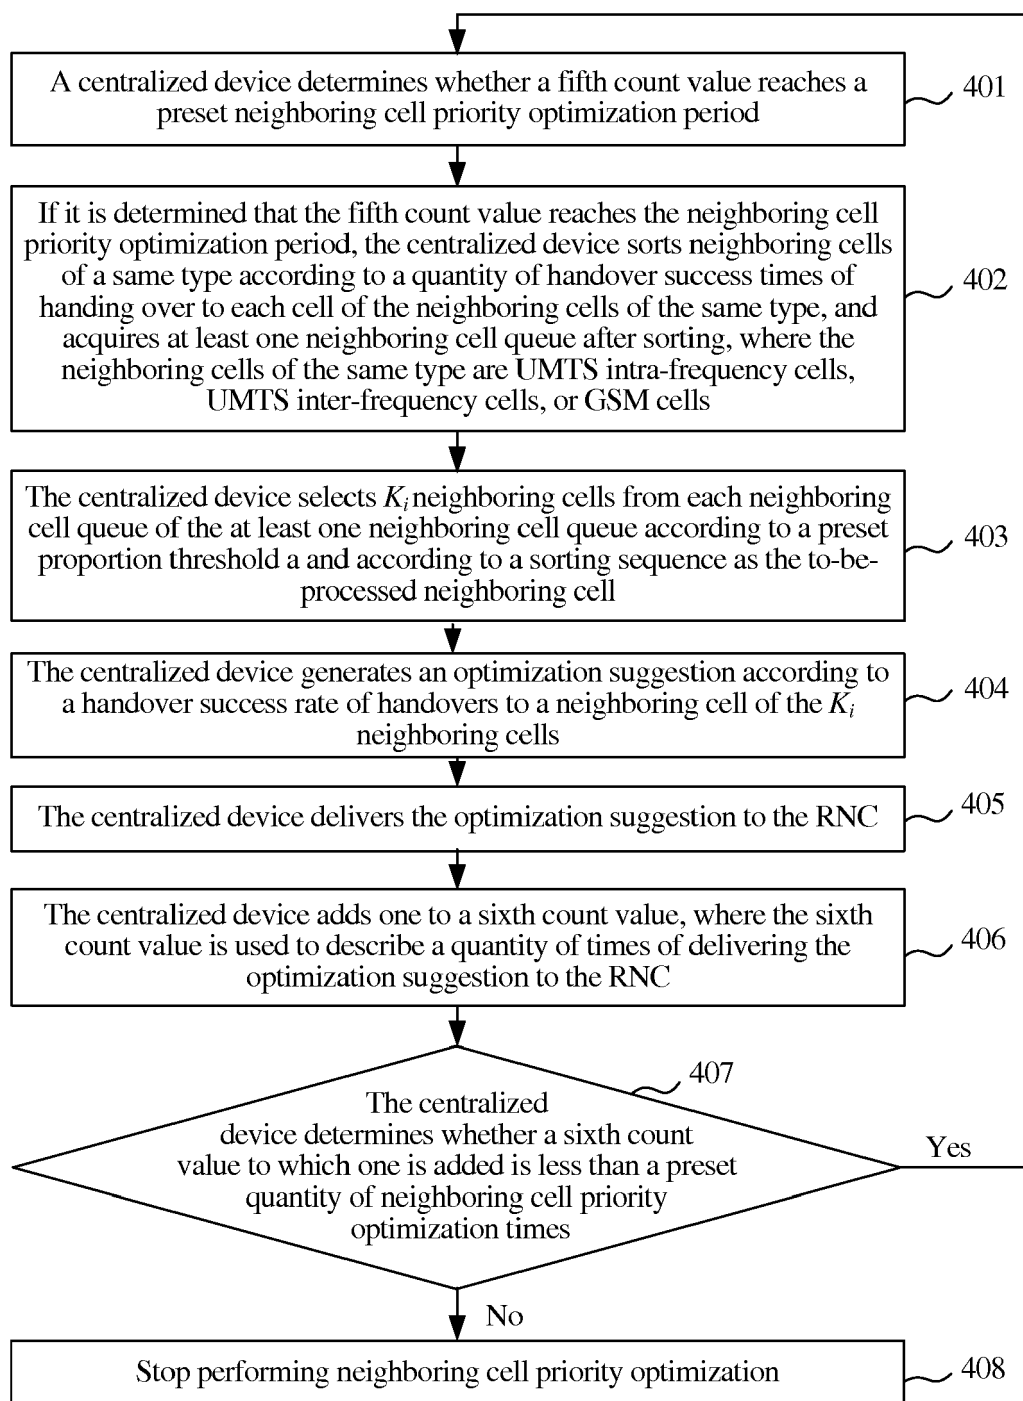 A centralized device determines whether a fifth count value reaches a
preset neighboring cell priority optimization period
401
If it is determined that the fifth count value reaches the neighboring cell
priority optimization period, the centralized device sorts neighboring cells
of a same type according to a quantity of handover success times of
handing over to each cell of the neighboring cells of the same type, and
acquires at least one neighboring cell queue after sorting, where the
neighboring cells of the same type are UMTS intra-frequency cells,
UMTS inter-frequency cells, or GSM cells
402
The centralized device selects Ki neighboring cells from each neighboring
cell queue of the at least one neighboring cell queue according to a preset
proportion threshold a and according to a sorting sequence as the to-be-
processed neighboring cell
403
The centralized device generates an optimization suggestion according to
a handover success rate of handovers to a neighboring cell of the Ki
neighboring cells
404
The centralized device delivers the optimization suggestion to the RNC
405
The centralized device adds one to a sixth count value, where the sixth
count value is used to describe a quantity of times of delivering the
optimization suggestion to the RNC
406
407
The centralized
device determines whether a sixth count
value to which one is added is less than a preset
quantity of neighboring cell priority
optimization times
Yes
No
Stop performing neighboring cell priority optimization
408